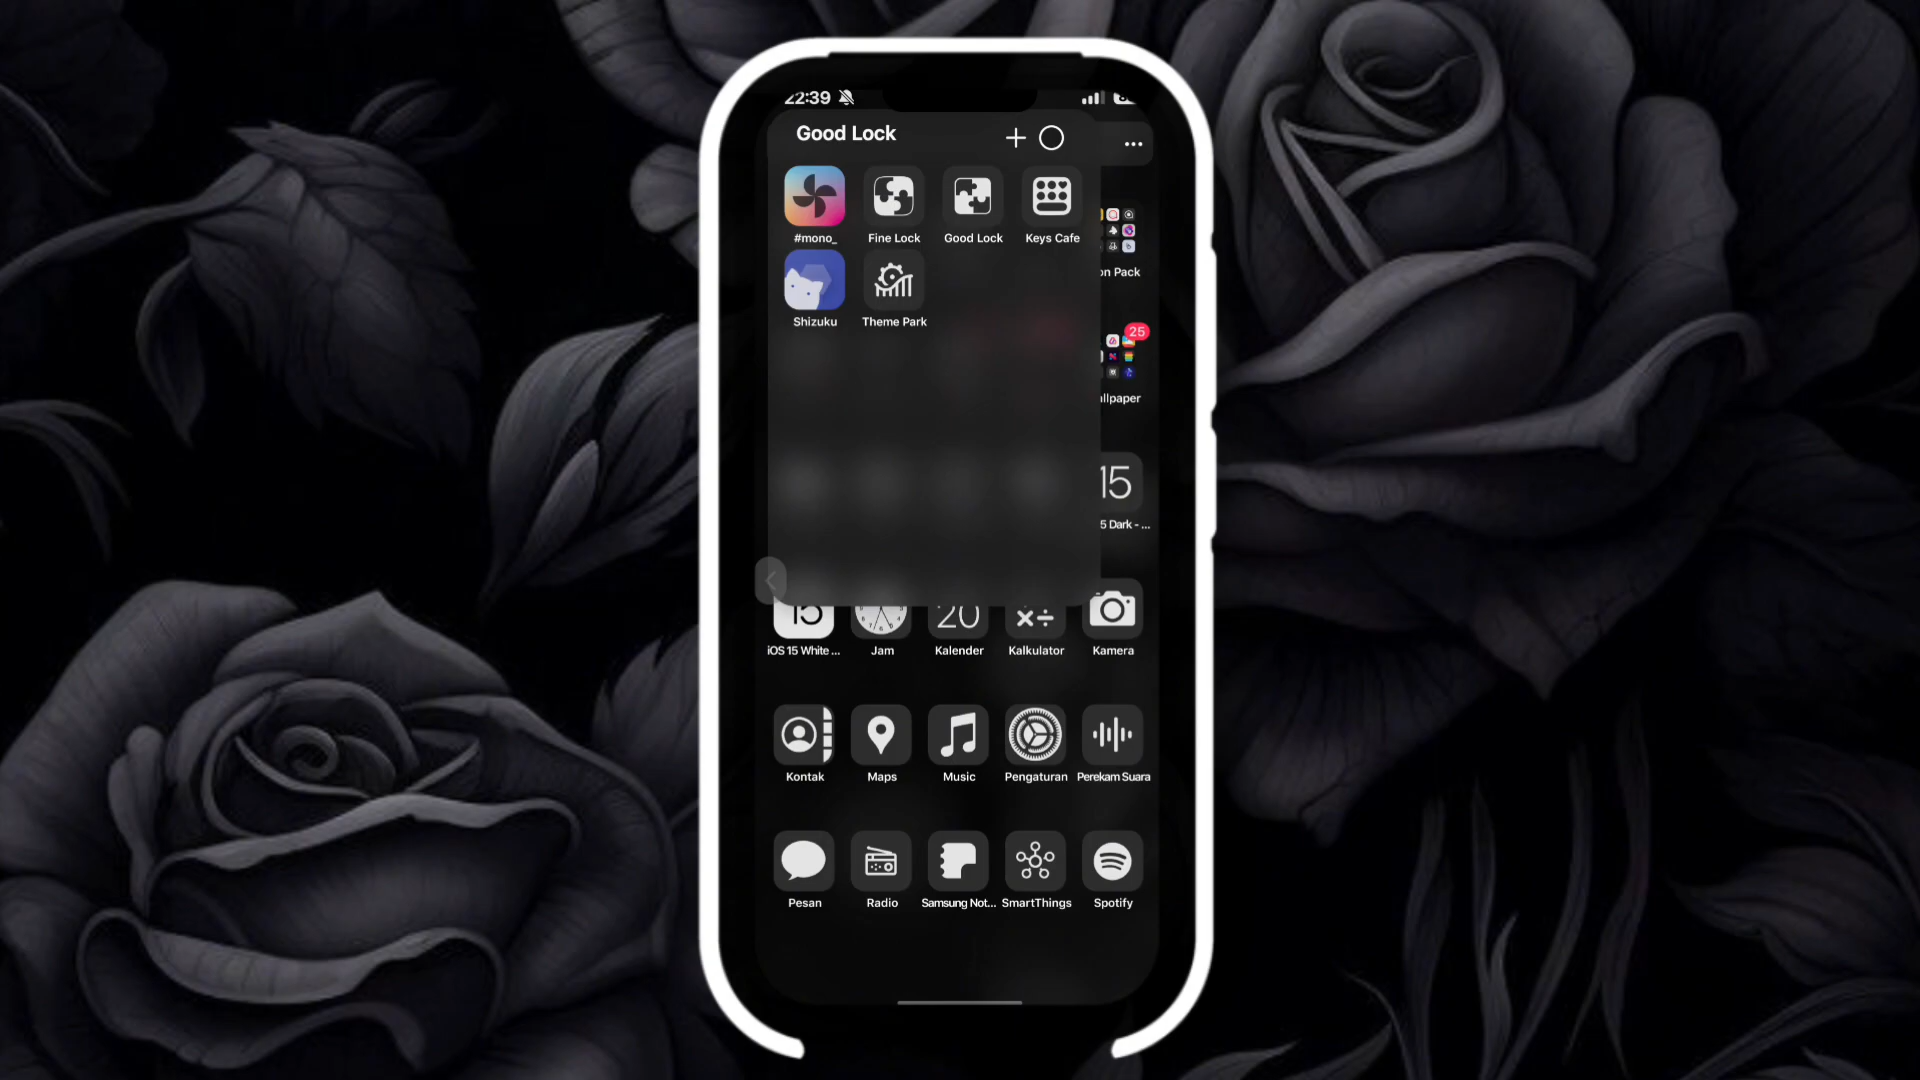 22:39
Good Lock
#mono_ Fine Lock Good Lock Keys Cafe
on Pack
Shizuku Theme Park
25
llpaper
15
5 Dark - ...
15 20
iOS 15 White ... Jam Kalender Kalkulator Kamera
Kontak Maps Music Pengaturan Perekam Suara
Pesan Radio Samsung Not... SmartThings Spotify